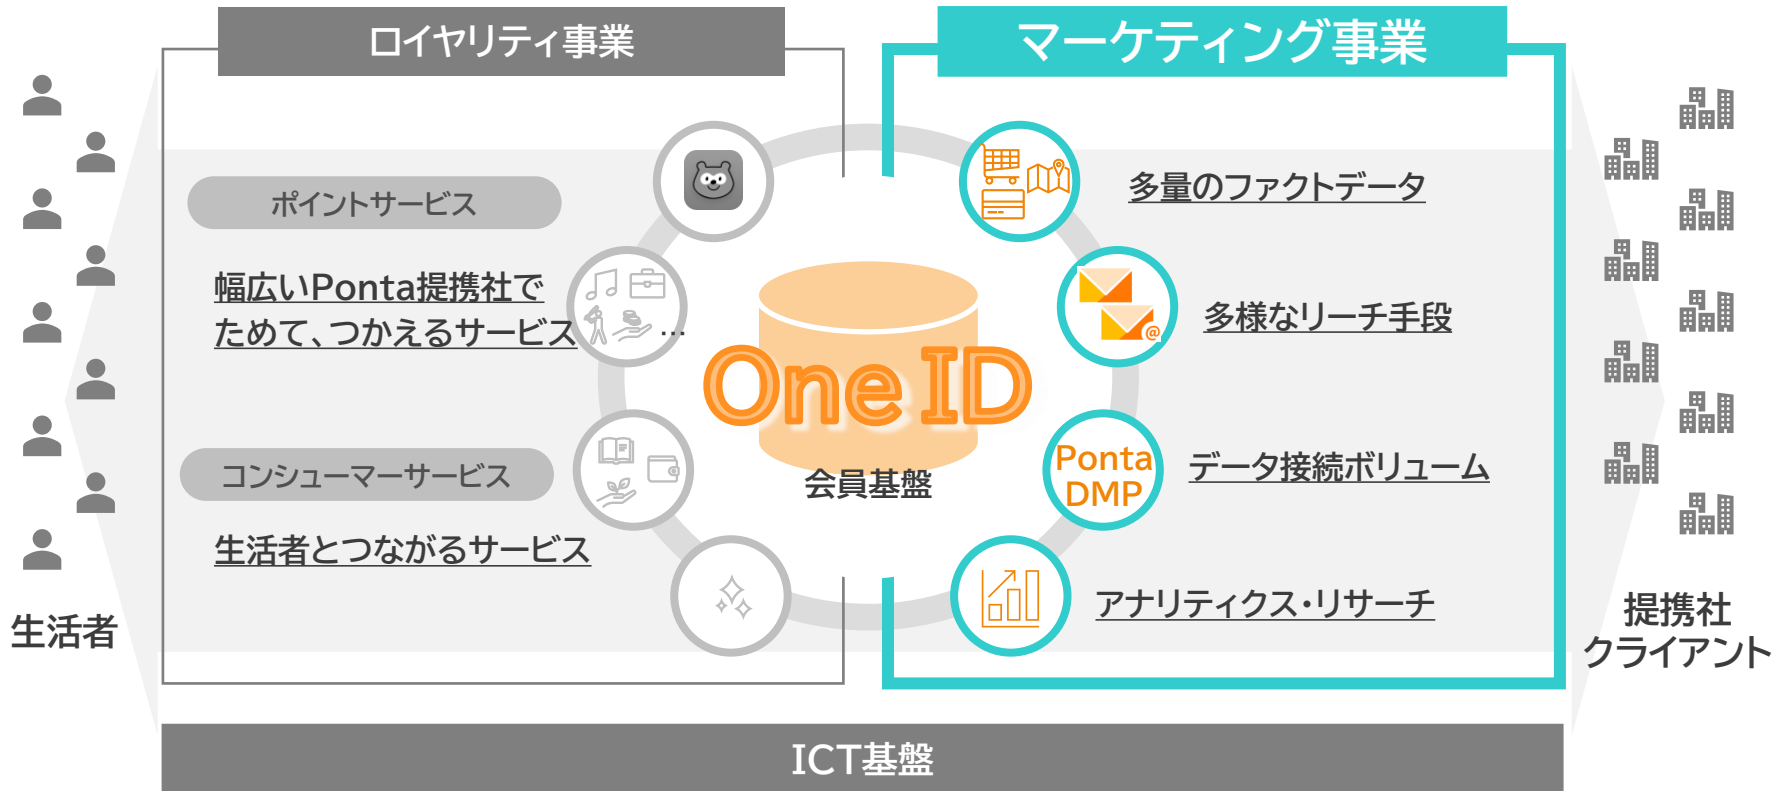 ロイヤリティ事業
マーケティング事業
ポイントサービス
幅広いPonta提携社で
ためて、つかえるサービス
…
コンシューマーサービス
生活者とつながるサービス
One ID
会員基盤
多量のファクトデータ
@
多様なリーチ手段
Ponta
DMP
データ接続ボリューム
アナリティクス・リサーチ
生活者
提携社
クライアント
ICT基盤